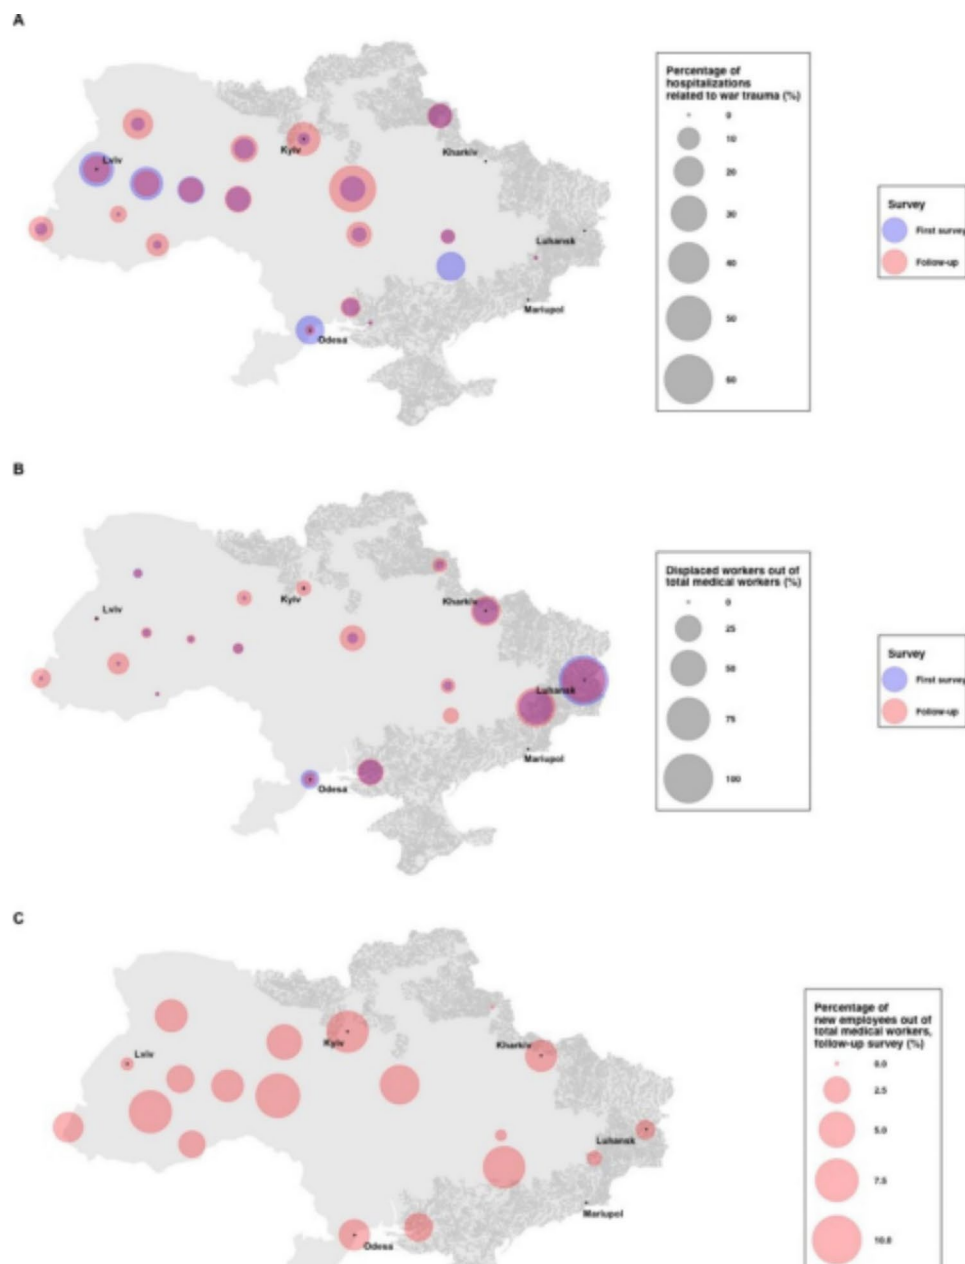 A
Percentage of
hospitalizations
related to war trauma (%)
0
10
20
30
40
50
60
Survey
First survey
Follow-up
Kyiv
Kharkiv
Lviv
Luhansk
Mariupol
Odesa
B
Displaced workers out of
total medical workers (%)
0
25
50
75
100
Survey
First survey
Follow-up
Kyiv
Kharkiv
Lviv
Luhansk
Mariupol
Odesa
C
Percentage of
new employees out of
total medical workers,
follow-up survey (%)
0.0
2.5
5.0
7.5
10.0
Kyiv
Kharkiv
Lviv
Luhansk
Mariupol
Odesa